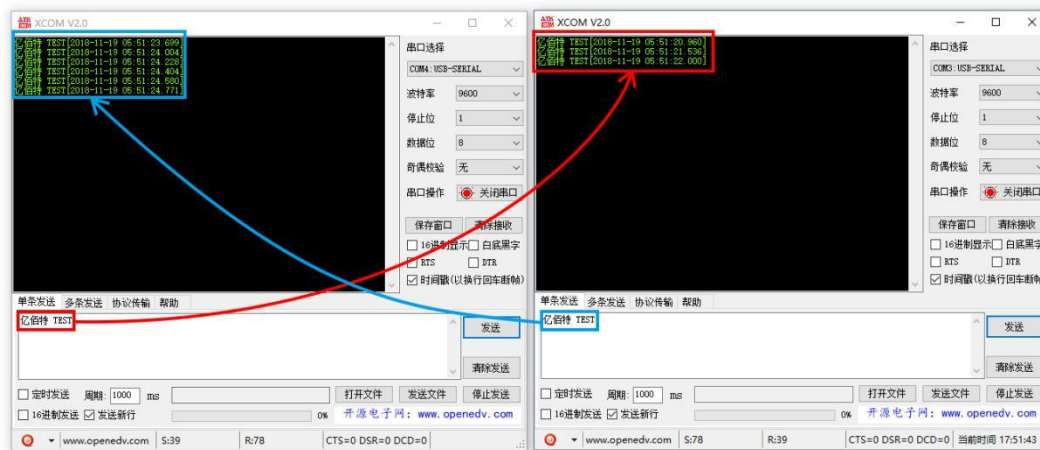 XCOM V2.0
亿佰特 TEST[2018-11-19 05:51:23.699]
亿佰特 TEST[2018-11-19 05:51:24.004]
亿佰特 TEST[2018-11-19 05:51:24.228]
亿佰特 TEST[2018-11-19 05:51:24.404]
亿佰特 TEST[2018-11-19 05:51:24.580]
亿佰特 TEST[2018-11-19 05:51:24.771]
串口选择
COM4:USB-SERIAL
波特率 9600
停止位 1
数据位 8
奇偶校验 无
串口操作 关闭串口
保存窗口 清除接收
16进制显示 白底黑字
RTS DTR
时间戳(以换行回车断帧)
单条发送 多条发送 协议传输 帮助
亿佰特 TEST
发送
清除发送
定时发送 周期: 1000 ms 打开文件 发送文件 停止发送
16进制发送 发送新行 0% 开源电子网: www.openedv.com
www.openedv.com S:39 R:78 CTS=0 DSR=0 DCD=0
XCOM V2.0
亿佰特 TEST[2018-11-19 05:51:20.960]
亿佰特 TEST[2018-11-19 05:51:21.536]
亿佰特 TEST[2018-11-19 05:51:22.000]
串口选择
COM3:USB-SERIAL
波特率 9600
停止位 1
数据位 8
奇偶校验 无
串口操作 关闭串口
保存窗口 清除接收
16进制显示 白底黑字
RTS DTR
时间戳(以换行回车断帧
单条发送 多条发送 协议传输 帮助
亿佰特 TEST
发送
清除发送
定时发送 周期: 1000 ms 打开文件 发送文件 停止发送
16进制发送 发送新行 0% 开源电子网: www.openedv.com
www.openedv.com S:78 R:39 CTS=0 DSR=0 DCD=0 当前时间 17:51:43